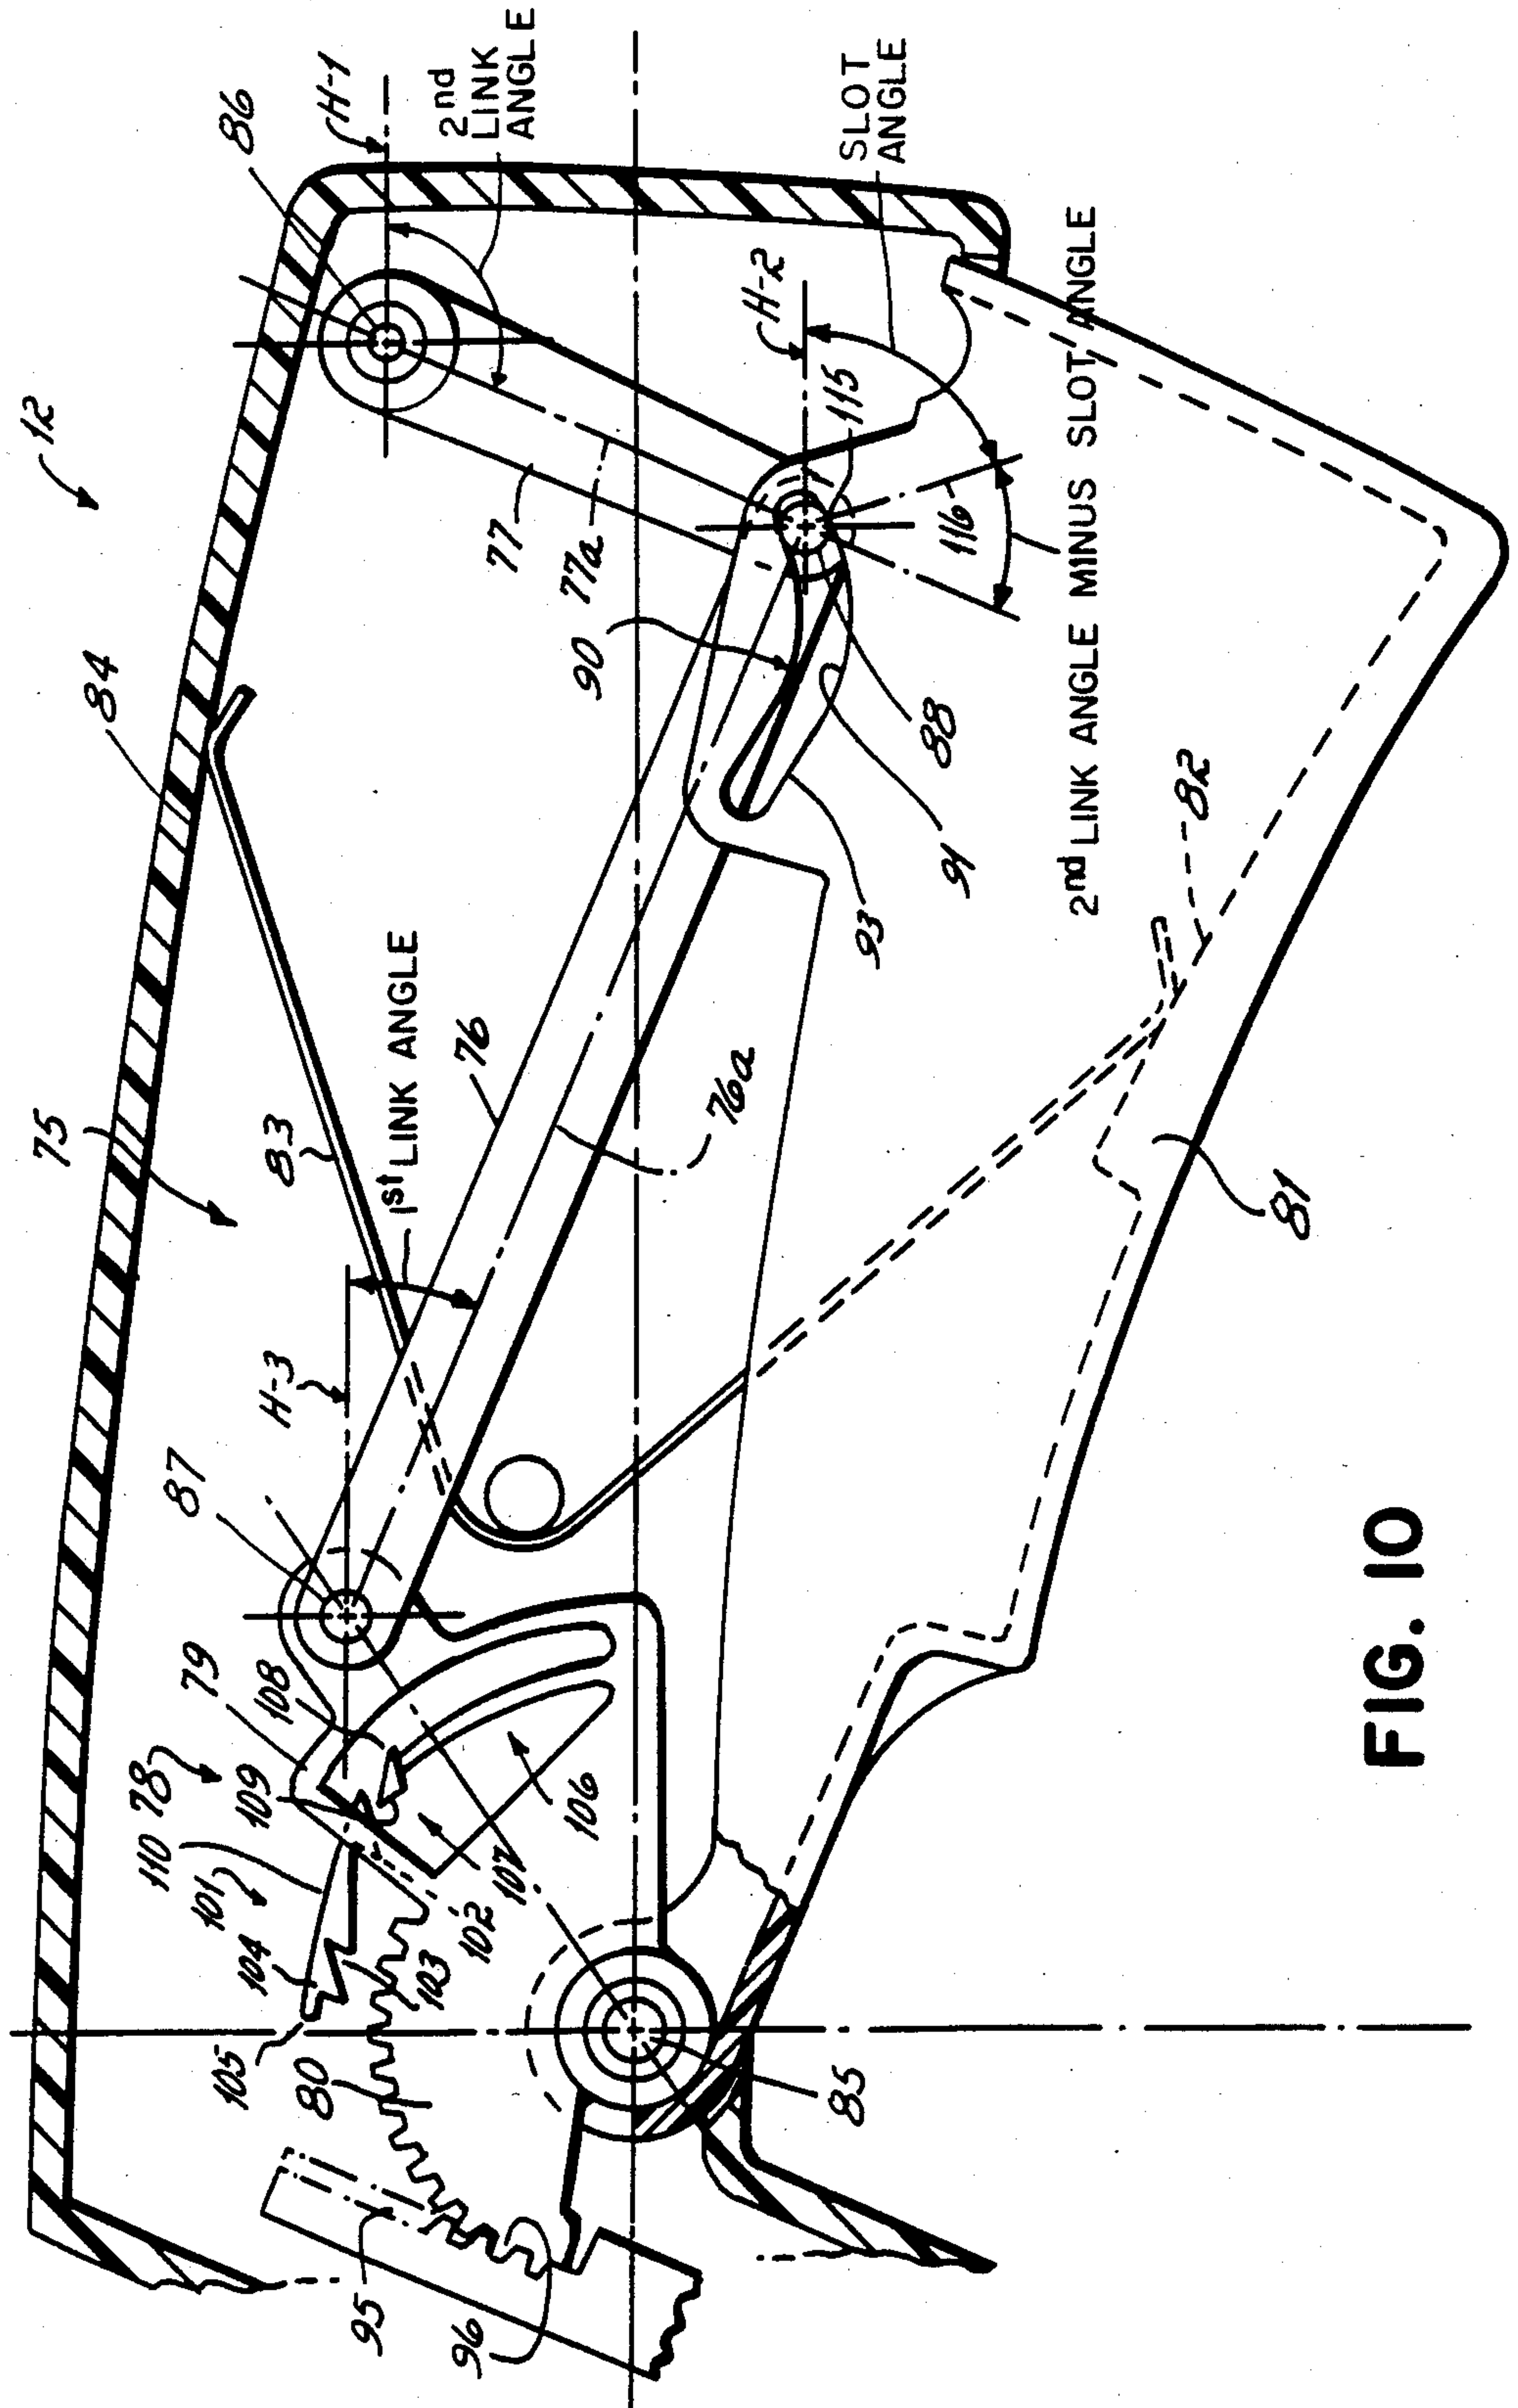 12
H-1
86
2nd
LINK
ANGLE
84
77
77a
90
H-2
SLOT
ANGLE
115
116
75
83
1st LINK ANGLE
76
76a
88
91
93
2nd LINK ANGLE MINUS SLOT ANGLE
82
81
87
H-3
79
108
78
109
110
101
104
105
80
103
102
107
106
85
95
96
FIG. 10